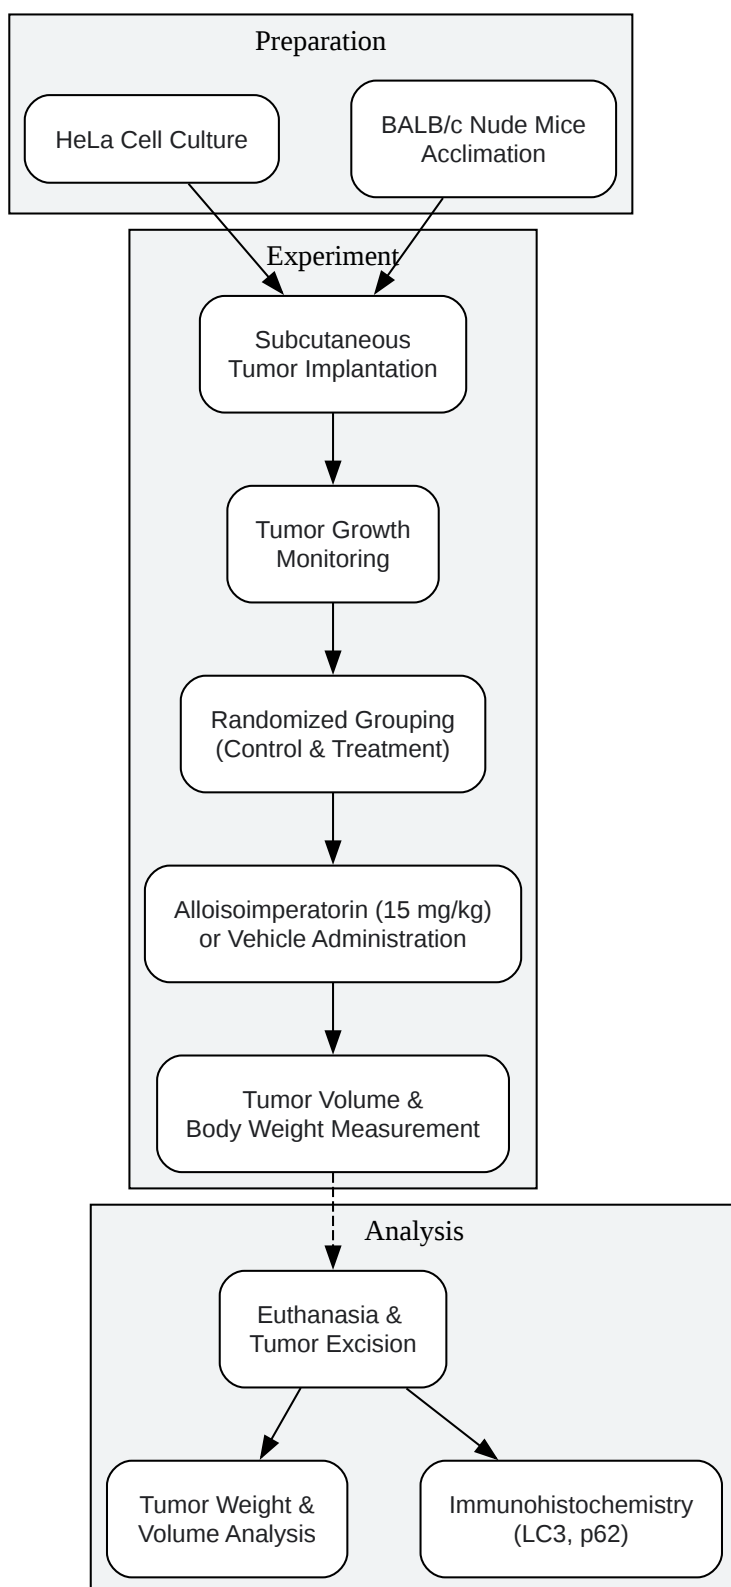 Preparation
HeLa Cell Culture
BALB/c Nude Mice
Acclimation
Experiment
Subcutaneous
Tumor Implantation
Tumor Growth
Monitoring
Randomized Grouping
(Control & Treatment)
Alloisoimperatorin (15 mg/kg)
or Vehicle Administration
Tumor Volume &
Body Weight Measurement
Analysis
Euthanasia &
Tumor Excision
Tumor Weight &
Volume Analysis
Immunohistochemistry
(LC3, p62)